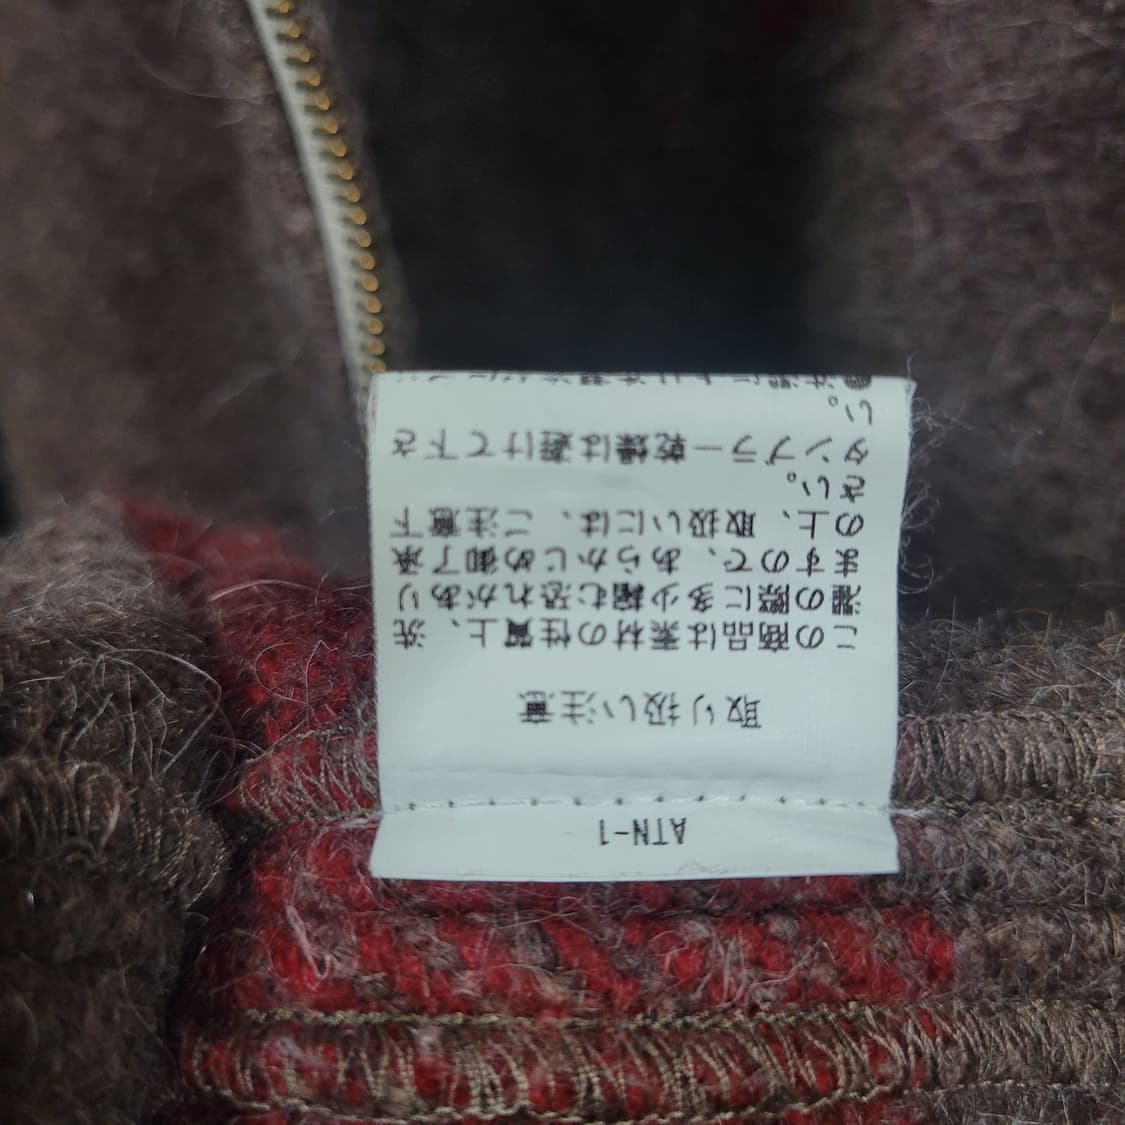 ATN-1
取り扱い注意
この商品は素材の性質上、洗
濯の際に多少縮む恐れがあり
ますので、あらかじめ御了承
の上、取扱いには、ご注意下
さい。
タンブラー乾燥は避けて下さ
い。